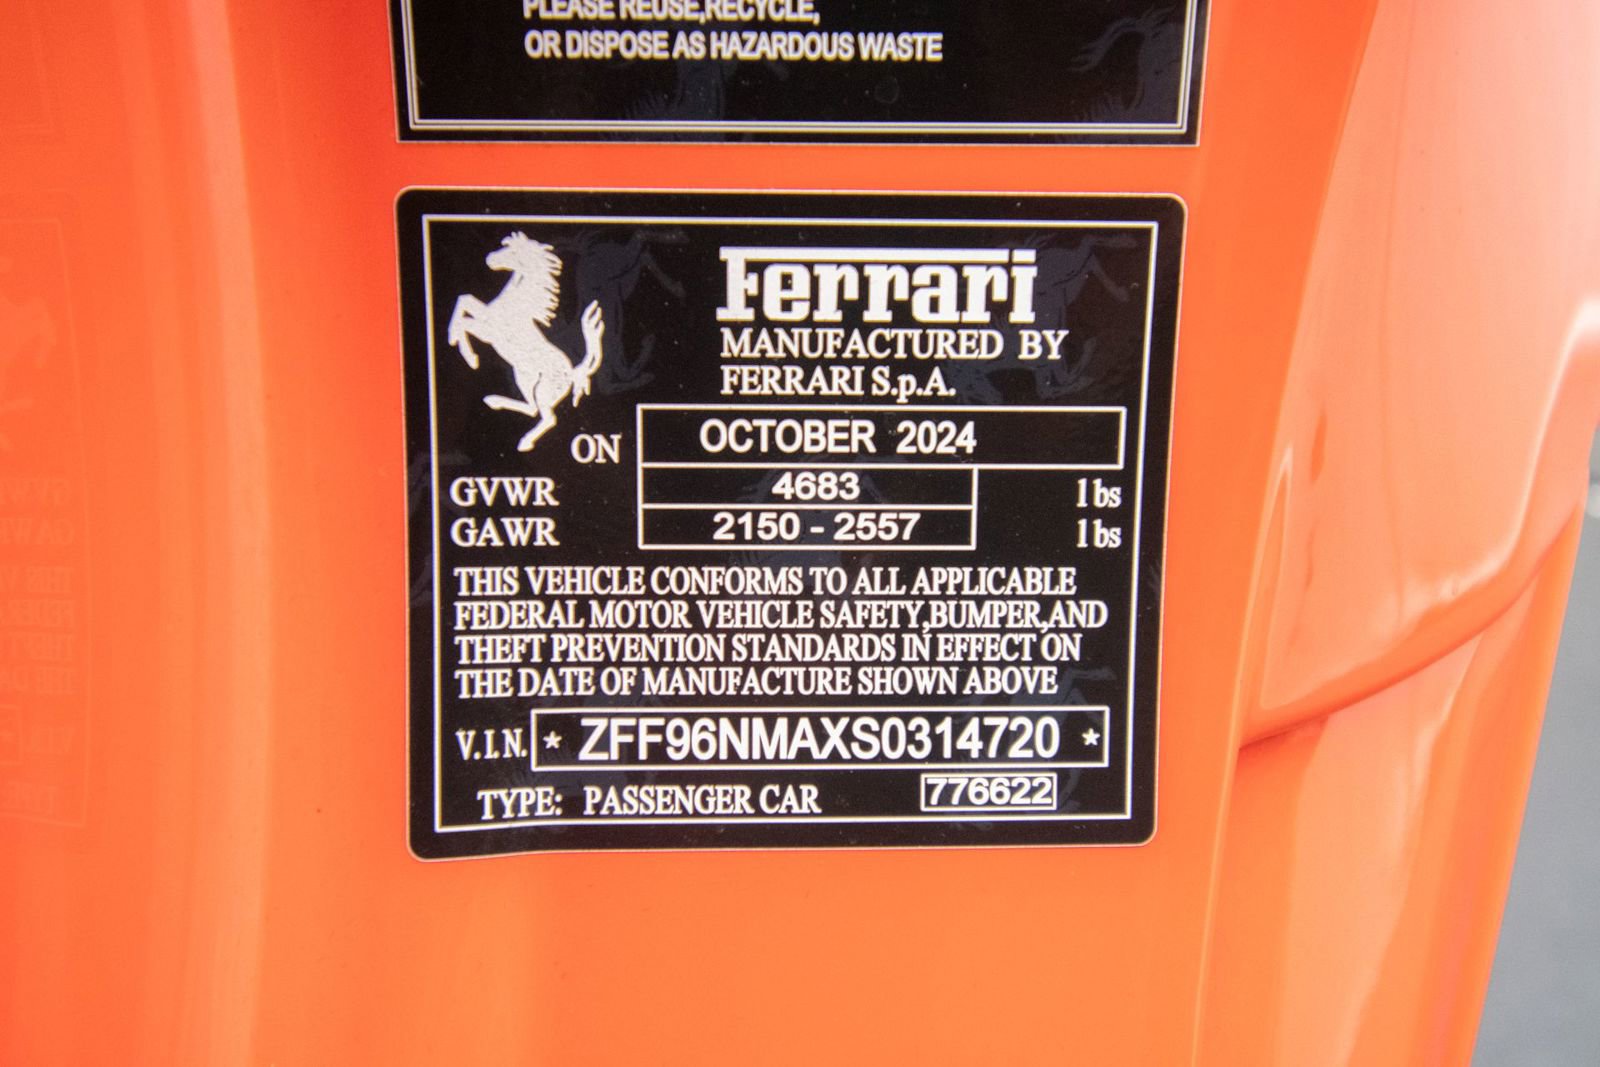 PLEASE REUSE,RECYCLE,
OR DISPOSE AS HAZARDOUS WASTE
Ferrari
MANUFACTURED BY
FERRARI S.p.A.
ON OCTOBER 2024
GVWR 4683 lbs
GAWR 2150 - 2557 lbs
THIS VEHICLE CONFORMS TO ALL APPLICABLE
FEDERAL MOTOR VEHICLE SAFETY,BUMPER,AND
THEFT PREVENTION STANDARDS IN EFFECT ON
THE DATE OF MANUFACTURE SHOWN ABOVE
V.I.N. * ZFF96NMAXS0314720 *
TYPE: PASSENGER CAR 776622